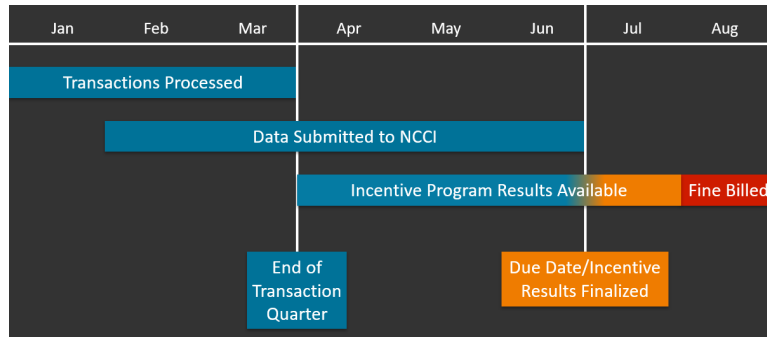 Jan Feb Mar Apr May Jun Jul Aug
Transactions Processed
Data Submitted to NCCI
Incentive Program Results Available Fine Billed
End of
Transaction
Quarter
Due Date/Incentive
Results Finalized